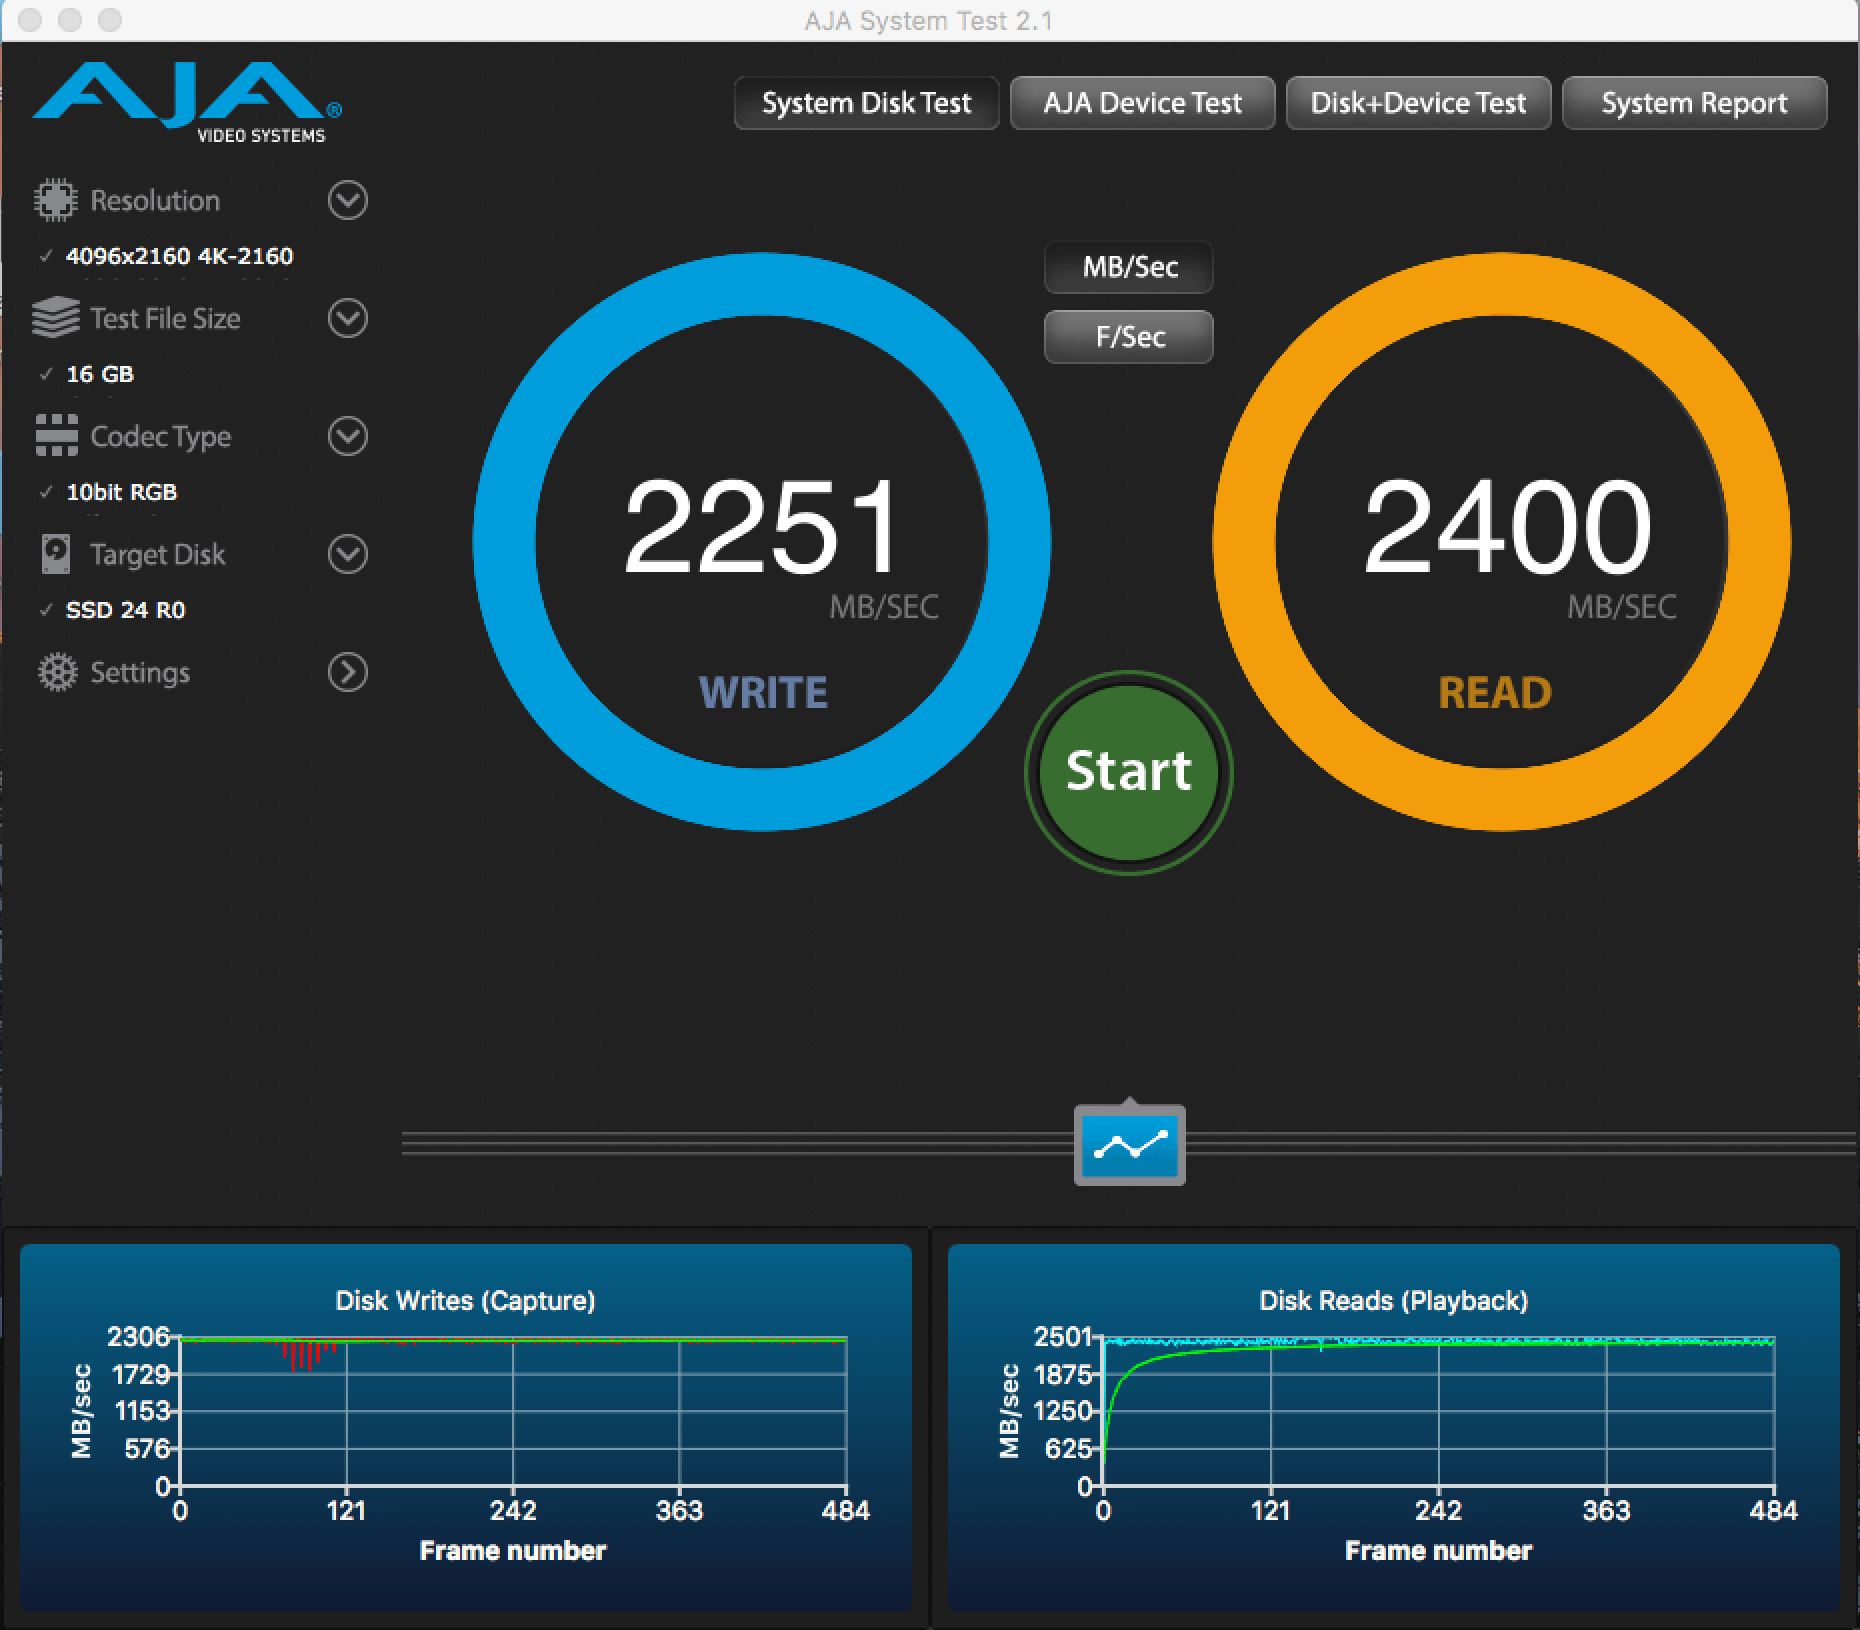 AJA System Test 2.1
AJA®
VIDEO SYSTEMS
System Disk Test
AJA Device Test
Disk+Device Test
System Report
Resolution
✓ 4096x2160 4K-2160
Test File Size
✓ 16 GB
Codec Type
✓ 10bit RGB
Target Disk
✓ SSD 24 R0
Settings
2251
MB/SEC
WRITE
MB/Sec
F/Sec
Start
2400
MB/SEC
READ
Disk Writes (Capture)
MB/sec
2306
1729
1153
576
0
0 121 242 363 484
Frame number
Disk Reads (Playback)
MB/sec
2501
1875
1250
625
0
0 121 242 363 484
Frame number